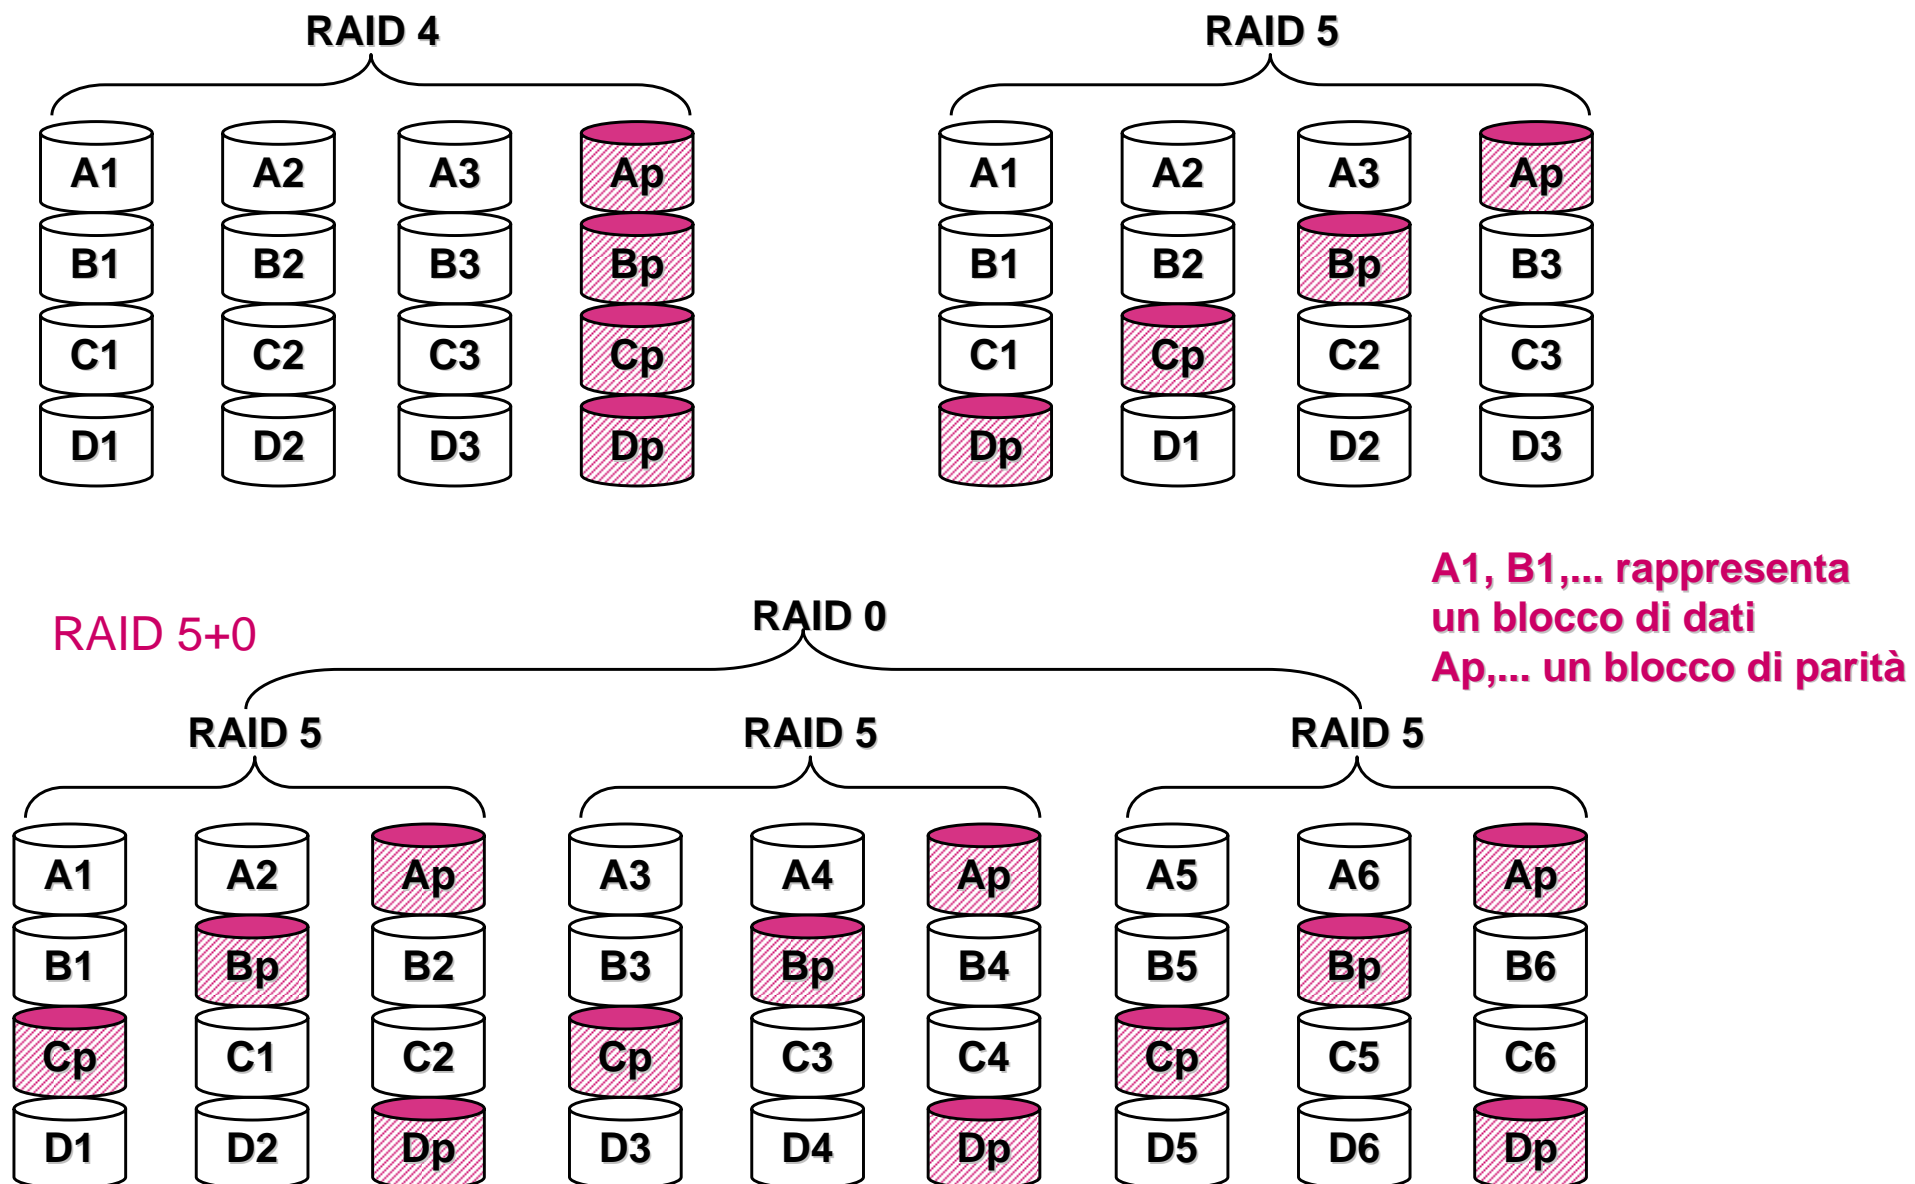 RAID 4
RAID 5
A1 A2 A3 Ap
A1 A2 A3 Ap
B1 B2 B3 Bp
B1 B2 Bp B3
C1 C2 C3 Cp
C1 Cp C2 C3
D1 D2 D3 Dp
Dp D1 D2 D3
A1, B1,... rappresenta
un blocco di dati
Ap,... un blocco di parità
RAID 5+0
RAID 0
RAID 5
RAID 5
RAID 5
A1 A2 Ap A3 A4 Ap A5 A6 Ap
B1 Bp B2 B3 Bp B4 B5 Bp B6
Cp C1 C2 Cp C3 C4 Cp C5 C6
D1 D2 Dp D3 D4 Dp D5 D6 Dp